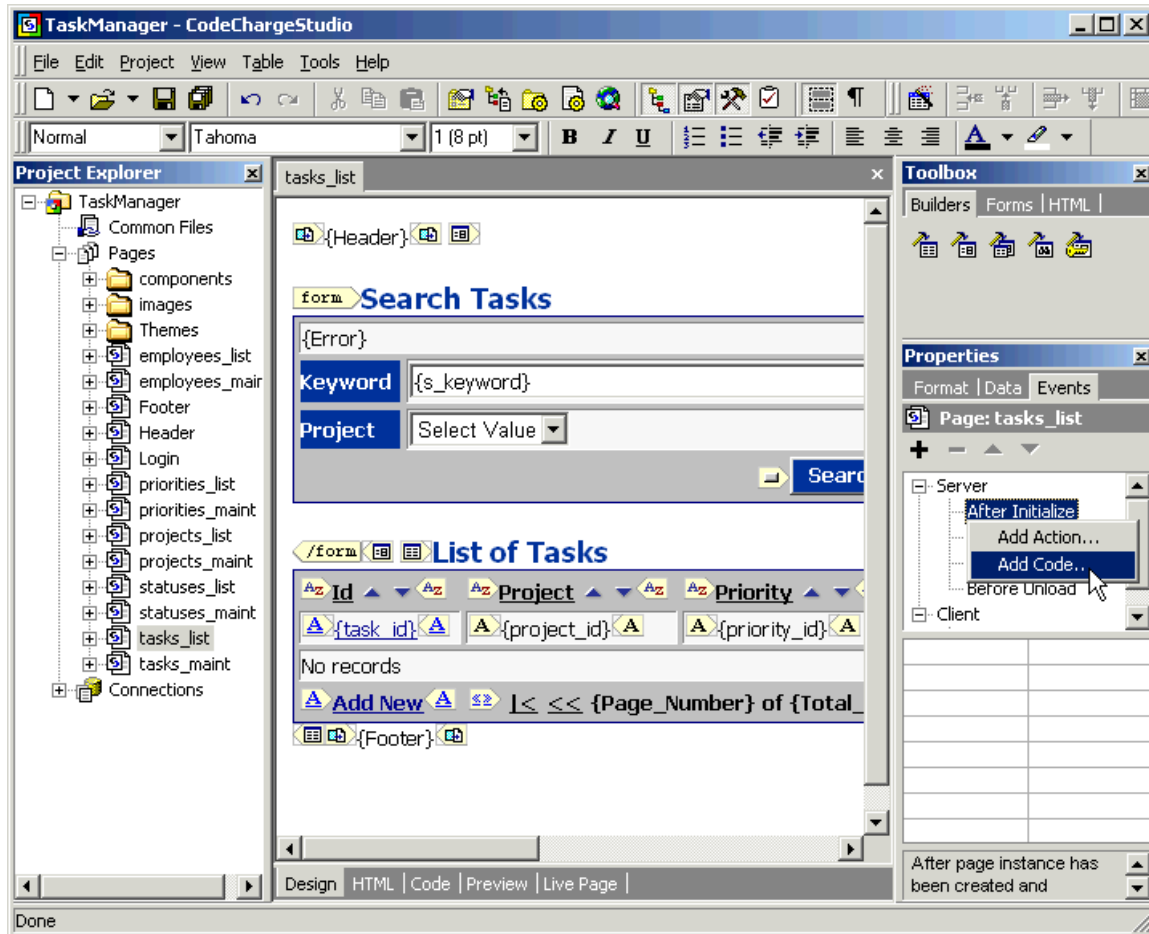 TaskManager - CodeChargeStudio
File Edit Project View Table Tools Help
Normal Tahoma 1 (8 pt) B I U A
Project Explorer
TaskManager
Common Files
Pages
components
images
Themes
employees_list
employees_mair
Footer
Header
Login
priorities_list
priorities_maint
projects_list
projects_maint
statuses_list
statuses_maint
tasks_list
tasks_maint
Connections
tasks_list
{Header}
form Search Tasks
{Error}
Keyword {s_keyword}
Project Select Value
Searc
/form List of Tasks
Id Project Priority
{task_id} {project_id} {priority_id}
No records
Add New |< << {Page_Number} of {Total_
{Footer}
Design HTML Code Preview Live Page
Toolbox
Builders Forms HTML
Properties
Format Data Events
Page: tasks_list
Server
After Initialize
Add Action...
Add Code...
Before Unload
Client
After page instance has
been created and
Done